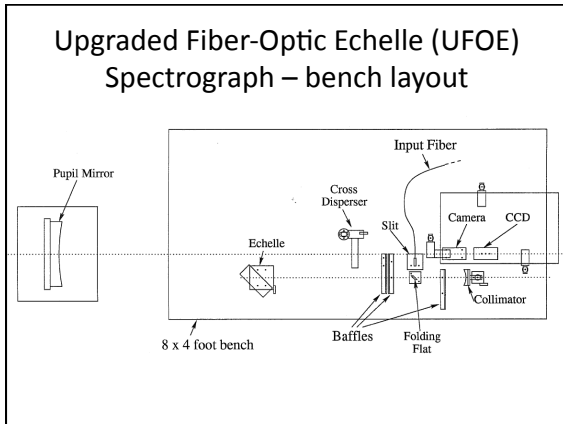 Upgraded Fiber-Optic Echelle (UFOE)
Spectrograph – bench layout
Input Fiber
Pupil Mirror
Cross
Disperser
Slit
Camera
CCD
Echelle
Collimator
Baffles
Folding
Flat
8 x 4 foot bench